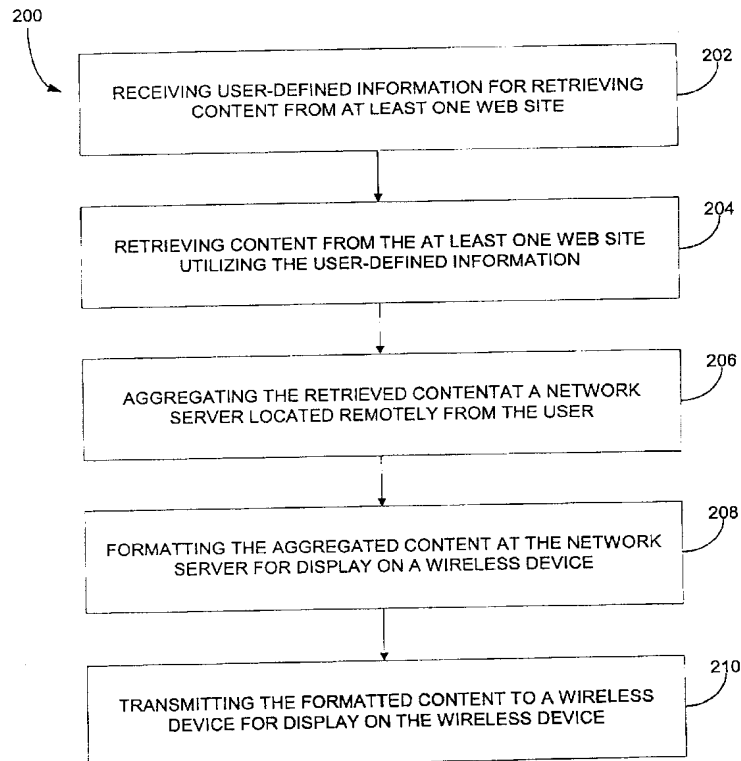 200
202
RECEIVING USER-DEFINED INFORMATION FOR RETRIEVING
CONTENT FROM AT LEAST ONE WEB SITE
204
RETRIEVING CONTENT FROM THE AT LEAST ONE WEB SITE
UTILIZING THE USER-DEFINED INFORMATION
206
AGGREGATING THE RETRIEVED CONTENTAT A NETWORK
SERVER LOCATED REMOTELY FROM THE USER
208
FORMATTING THE AGGREGATED CONTENT AT THE NETWORK
SERVER FOR DISPLAY ON A WIRELESS DEVICE
210
TRANSMITTING THE FORMATTED CONTENT TO A WIRELESS
DEVICE FOR DISPLAY ON THE WIRELESS DEVICE